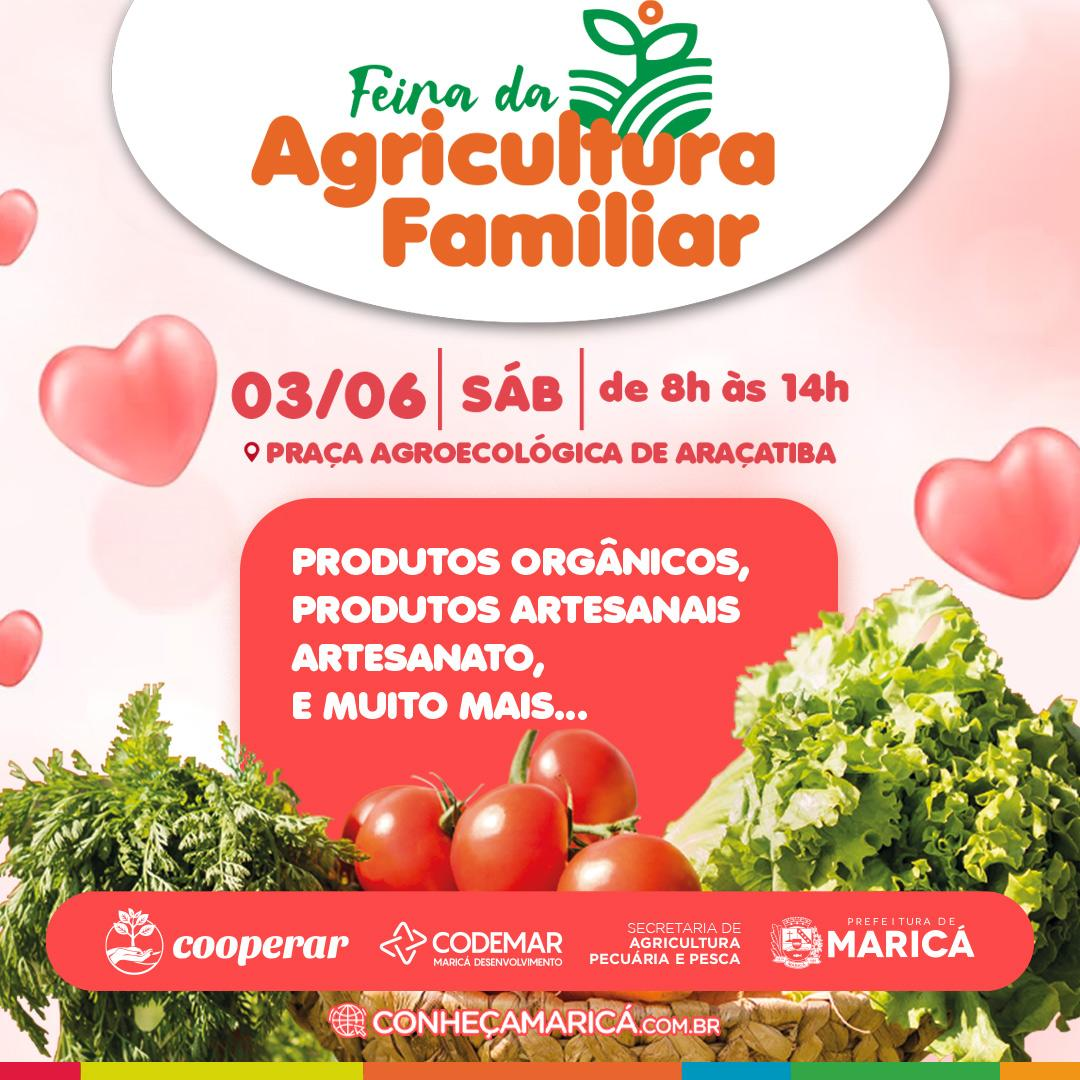 Feira da
Agricultura
Familiar
03/06 SÁB de 8h às 14h
PRAÇA AGROECOLÓGICA DE ARAÇATIBA
PRODUTOS ORGÂNICOS,
PRODUTOS ARTESANAIS
ARTESANATO,
E MUITO MAIS...
cooperar
CODEMAR
MARICÁ DESENVOLVIMENTO
SECRETARIA DE
AGRICULTURA
PECUÁRIA E PESCA
PREFEITURA DE
MARICÁ
CONHEÇAMARICÁ.COM.BR